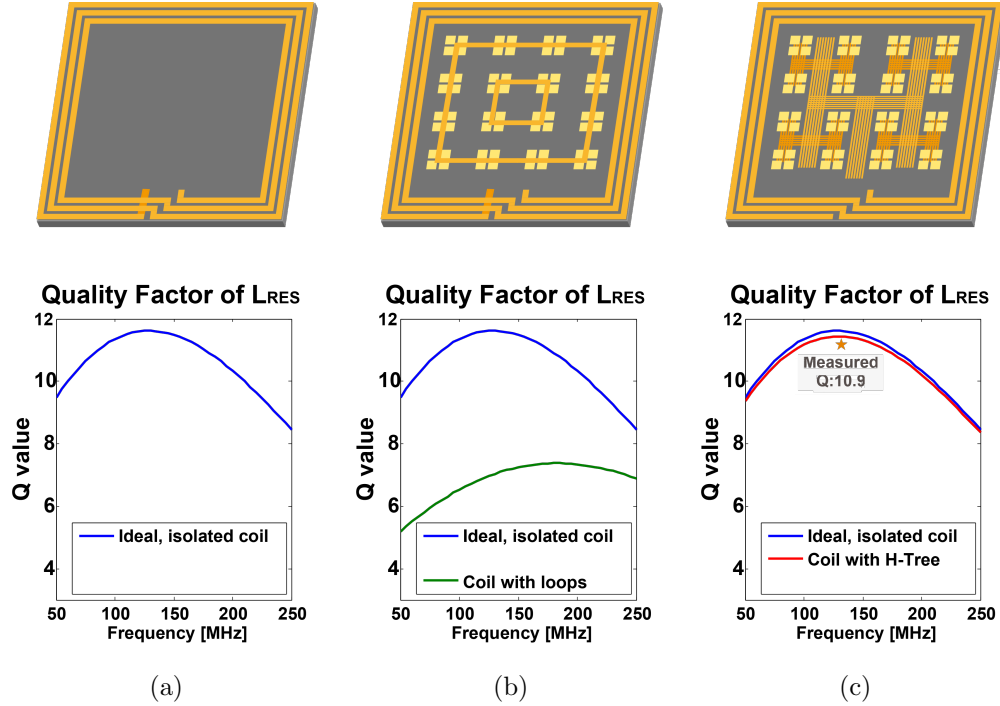 Quality Factor of LRES
12
10
8
6
4
Q value
Ideal, isolated coil
50 100 150 200 250
Frequency [MHz]
(a)
Quality Factor of LRES
12
10
8
6
4
Q value
Ideal, isolated coil
Coil with loops
50 100 150 200 250
Frequency [MHz]
(b)
Quality Factor of LRES
12
10
8
6
4
Q value
Measured
Q:10.9
Ideal, isolated coil
Coil with H-Tree
50 100 150 200 250
Frequency [MHz]
(c)